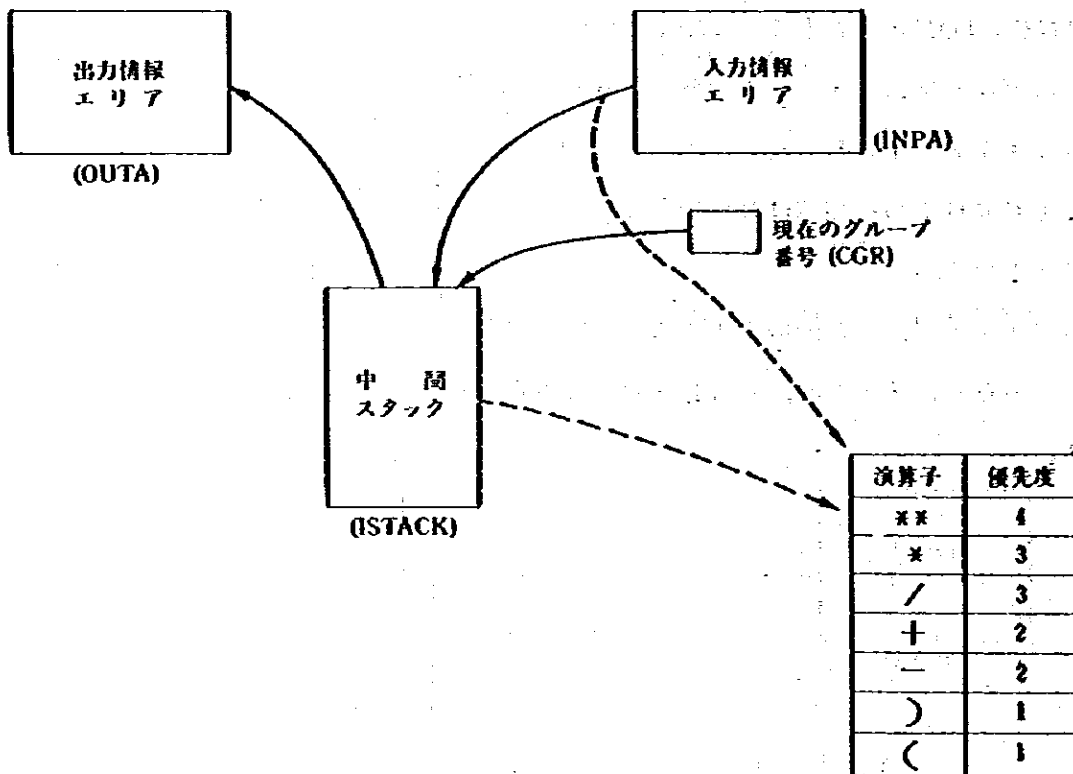 出力情報
エリア
(OUTA)
入力情報
エリア
(INPA)
現在のグループ
番号 (CGR)
中間
スタック
(ISTACK)
演算子 優先度
** 4
* 3
/ 3
+ 2
- 2
) 1
( 1